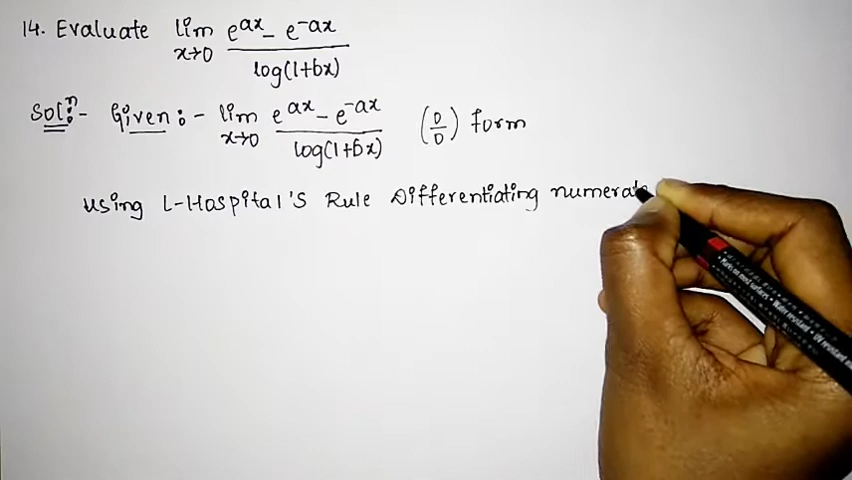 14. Evaluate lim x→0 e^ax - e^-ax / log(1+bx)
Sol^n:- Given:- lim x→0 e^ax - e^-ax / log(1+bx) (0/0) form
using L-Hospital's Rule Differentiating numerat